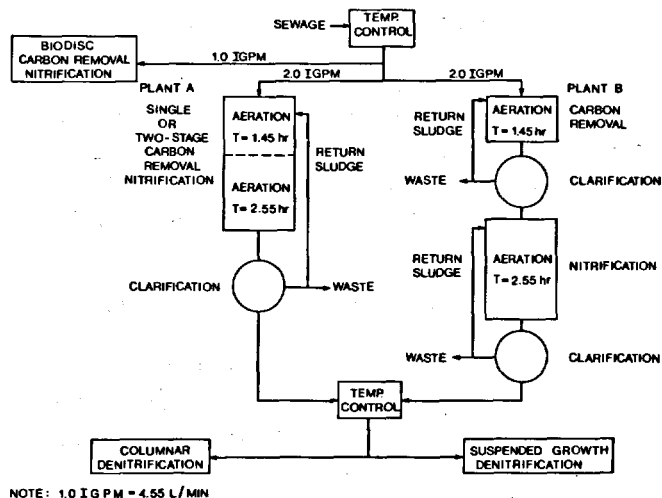 SEWAGE
TEMP.
CONTROL
BIODISC
CARBON REMOVAL
NITRIFICATION
1.0 IGPM
2.0 IGPM
2.0 IGPM
PLANT A
SINGLE
OR
TWO-STAGE
CARBON
REMOVAL
NITRIFICATION
AERATION
T = 1.45 hr
AERATION
T = 2.55 hr
RETURN
SLUDGE
CLARIFICATION
WASTE
PLANT B
RETURN
SLUDGE
AERATION
T = 1.45 hr
CARBON
REMOVAL
WASTE
CLARIFICATION
RETURN
SLUDGE
AERATION
T = 2.55 hr
NITRIFICATION
WASTE
CLARIFICATION
TEMP.
CONTROL
COLUMNAR
DENITRIFICATION
SUSPENDED GROWTH
DENITRIFICATION
NOTE: 1.0 IGPM = 4.55 L/MIN